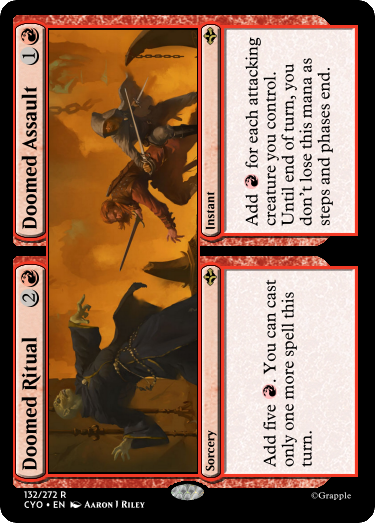 Doomed Ritual 2
Sorcery
Add five . You can cast
only one more spell this
turn.
Doomed Assault 1
Instant
Add for each attacking
creature you control.
Until end of turn, you
don't lose this mana as
steps and phases end.
132/272 R
CYO • EN AARON J RILEY
©Grapple